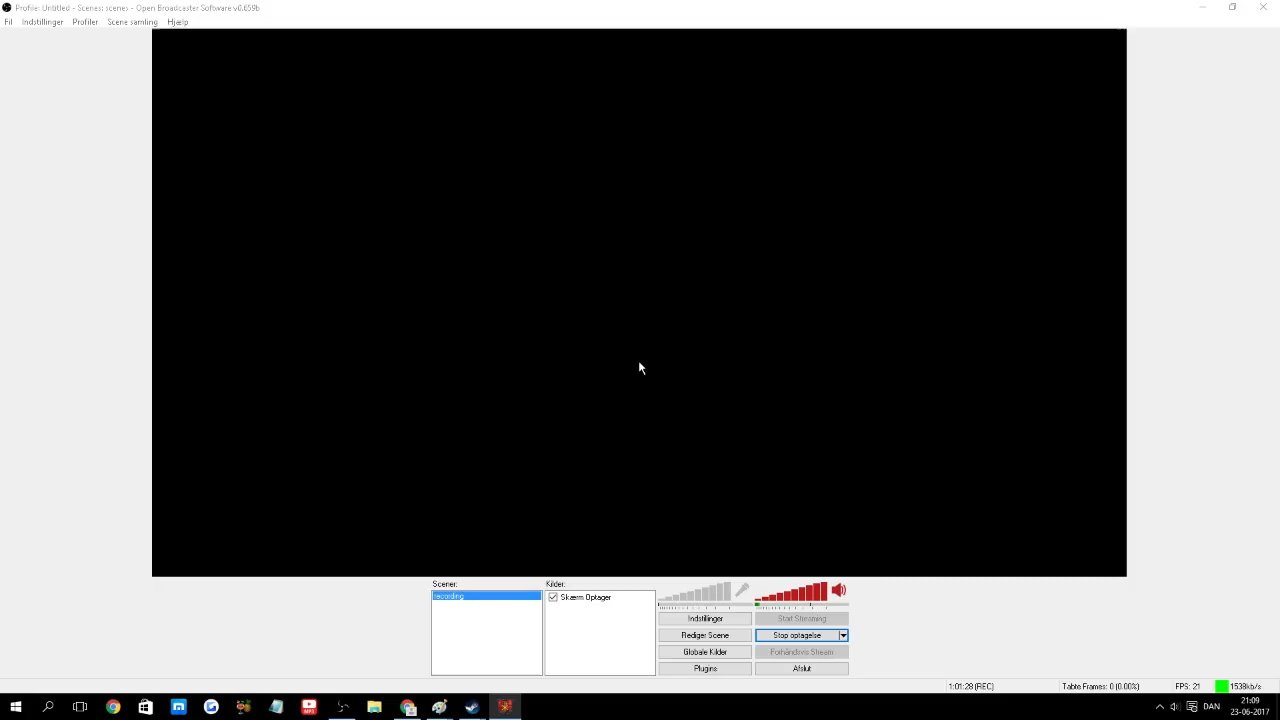 Profile: Untitled - Scenes: scenes - Open Broadcaster Software v0.659b
Fil Indstillinger Profiler Scene samling Hjælp
Scener: Kilder:
recording
Skærm Optager
Indstillinger Start Streaming
Rediger Scene Stop optagelse
Globale Kilder Forhåndsvis Stream
Plugins Afslut
1:01:28 (REC) Tabte Frames: 0 (0.00%) FPS: 21 1538kb/s
MP3
DAN
21:09
23-06-2017